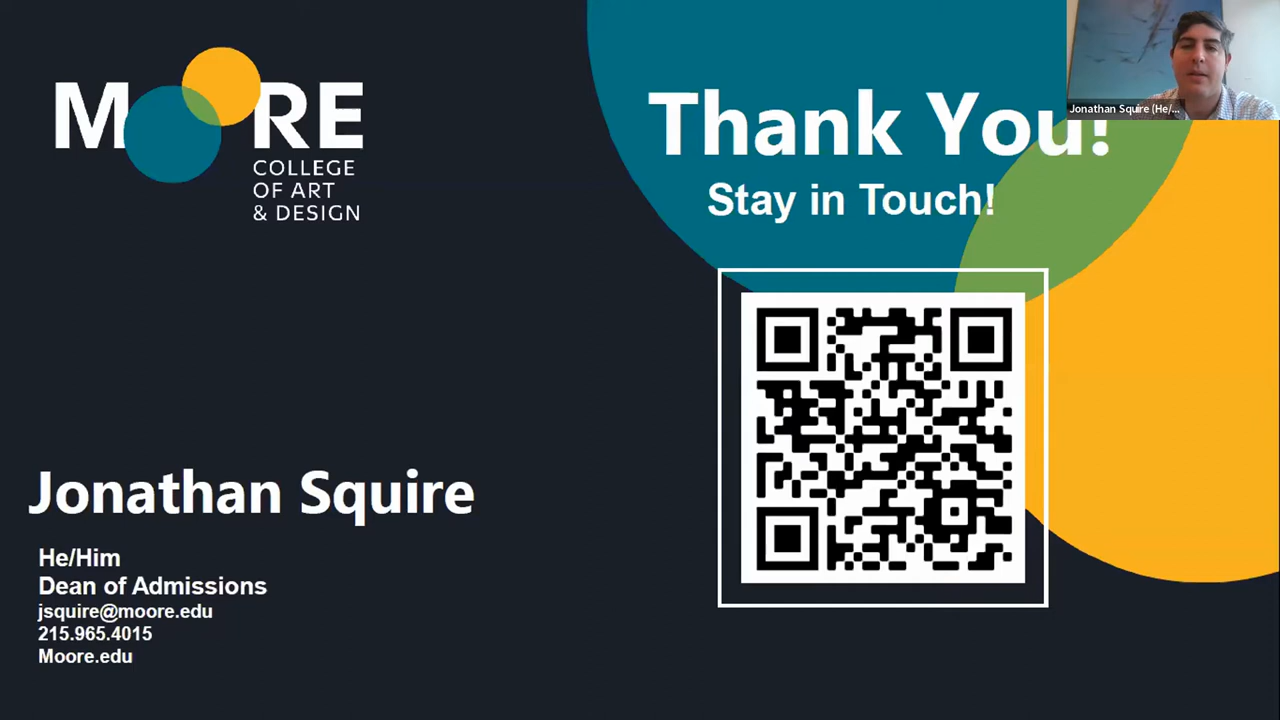 MOORE
COLLEGE
OF ART
& DESIGN
Thank You!
Stay in Touch!
Jonathan Squire (He/...
Jonathan Squire
He/Him
Dean of Admissions
jsquire@moore.edu
215.965.4015
Moore.edu